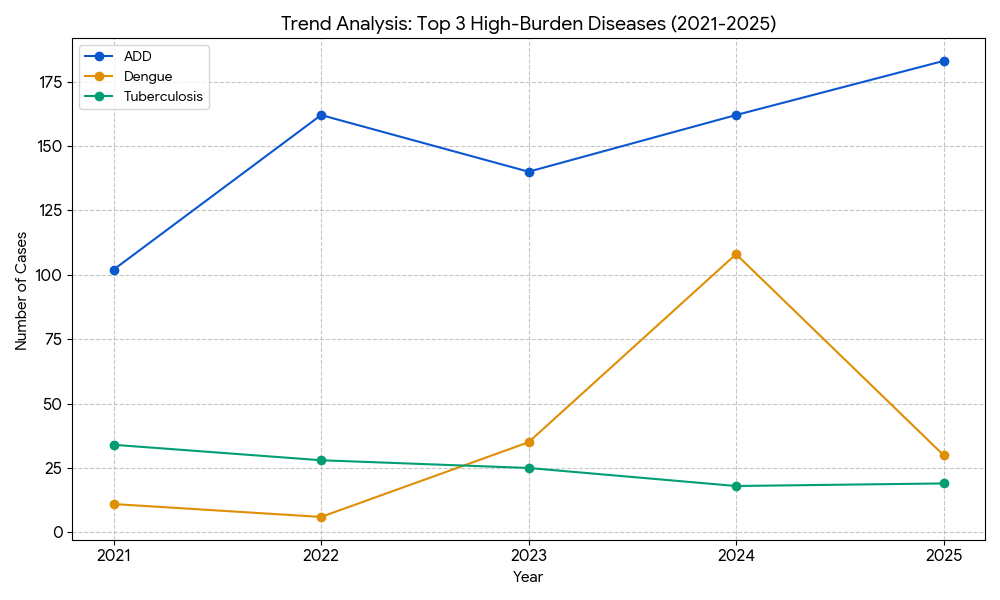 Trend Analysis: Top 3 High-Burden Diseases (2021-2025)
ADD
Dengue
Tuberculosis
Number of Cases
175
150
125
100
75
50
25
0
2021 2022 2023 2024 2025
Year